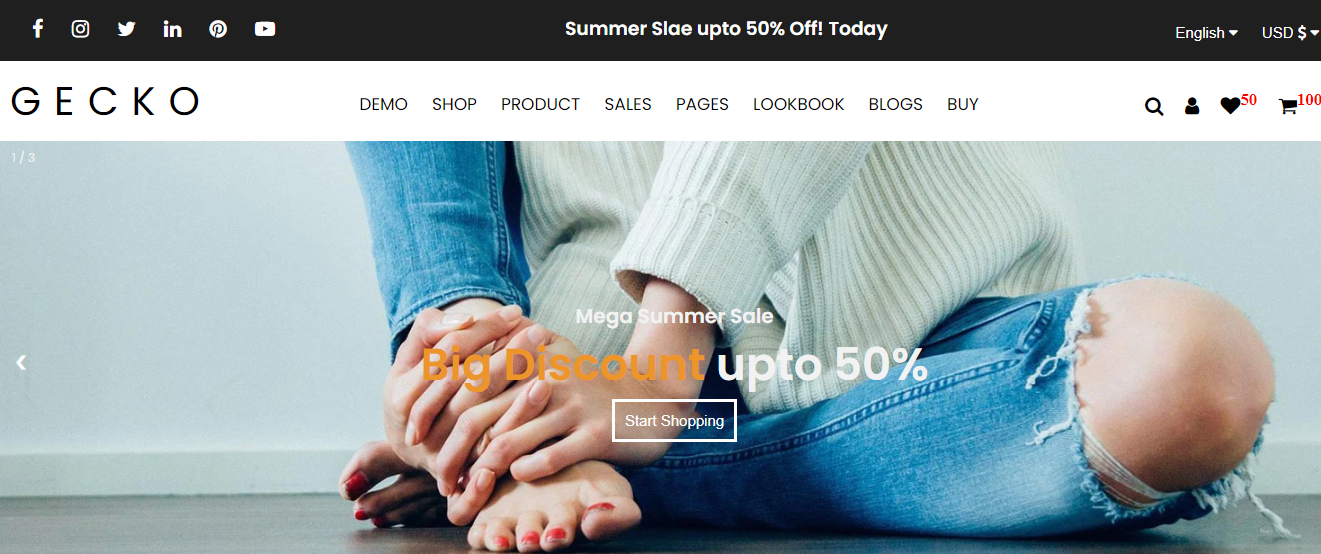 Summer Slae upto 50% Off! Today
English
USD $
GECKO
DEMO SHOP PRODUCT SALES PAGES LOOKBOOK BLOGS BUY
50
100
1 / 3
Mega Summer Sale
Big Discount upto 50%
Start Shopping